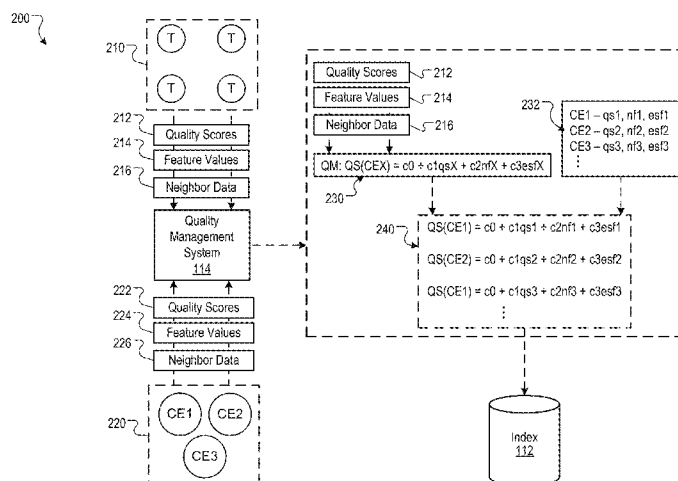 200
210
T
T
T
T
212
Quality Scores
214
Feature Values
216
Neighbor Data
Quality
Management
System
114
222
Quality Scores
224
Feature Values
226
Neighbor Data
220
CE1
CE2
CE3
Quality Scores
212
Feature Values
214
Neighbor Data
216
QM: QS(CEX) = c0 + c1qsX + c2nfX + c3esfX
230
232
CE1 – qs1, nf1, esf1
CE2 – qs2, nf2, esf2
CE3 – qs3, nf3, esf3
⋮
240
QS(CE1) = c0 + c1qs1 + c2nf1 + c3esf1
QS(CE2) = c0 + c1qs2 + c2nf2 + c3esf2
QS(CE1) = c0 + c1qs3 + c2nf3 + c3esf3
⋮
Index
112